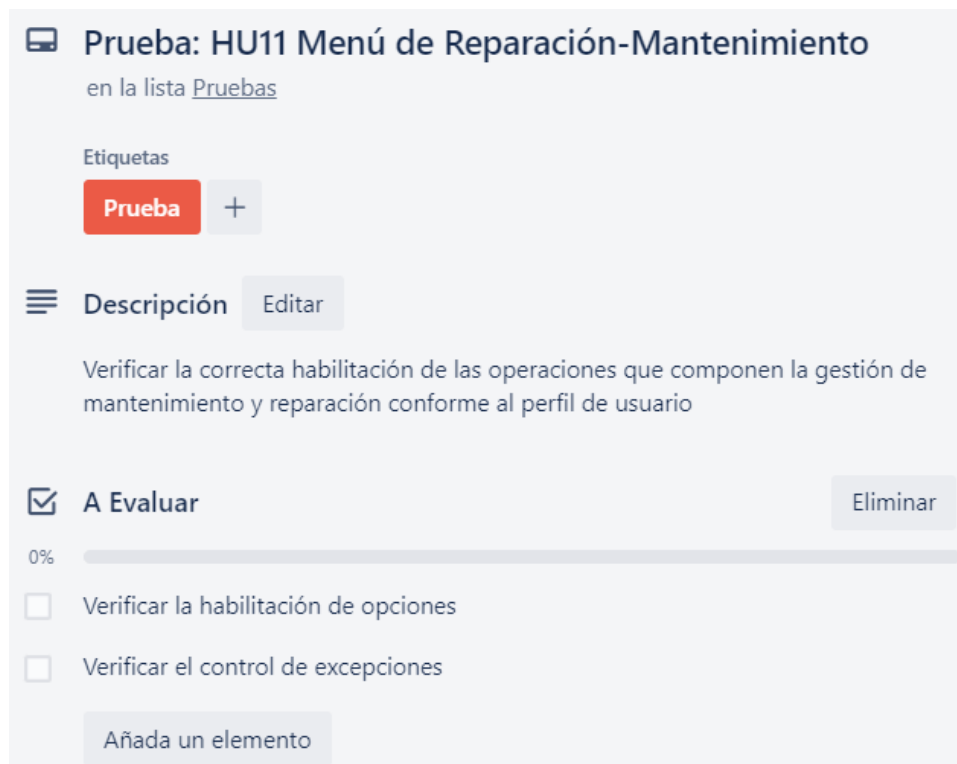 Prueba: HU11 Menú de Reparación-Mantenimiento
en la lista Pruebas
Etiquetas
Prueba +
Descripción Editar
Verificar la correcta habilitación de las operaciones que componen la gestión de
mantenimiento y reparación conforme al perfil de usuario
A Evaluar Eliminar
0%
Verificar la habilitación de opciones
Verificar el control de excepciones
Añada un elemento